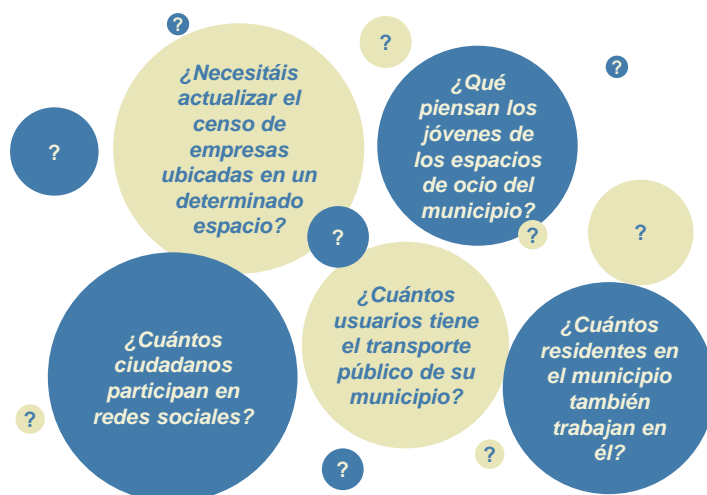 ?
?
?
?
¿Necesitáis
actualizar el
censo de
empresas
ubicadas en un
determinado
espacio?
¿Qué
piensan los
jóvenes de
los espacios
de ocio del
municipio?
?
?
?
¿Cuántos
ciudadanos
participan en
redes sociales?
¿Cuántos
usuarios tiene
el transporte
público de su
municipio?
¿Cuántos
residentes en
el municipio
también
trabajan en
él?
?
?
?